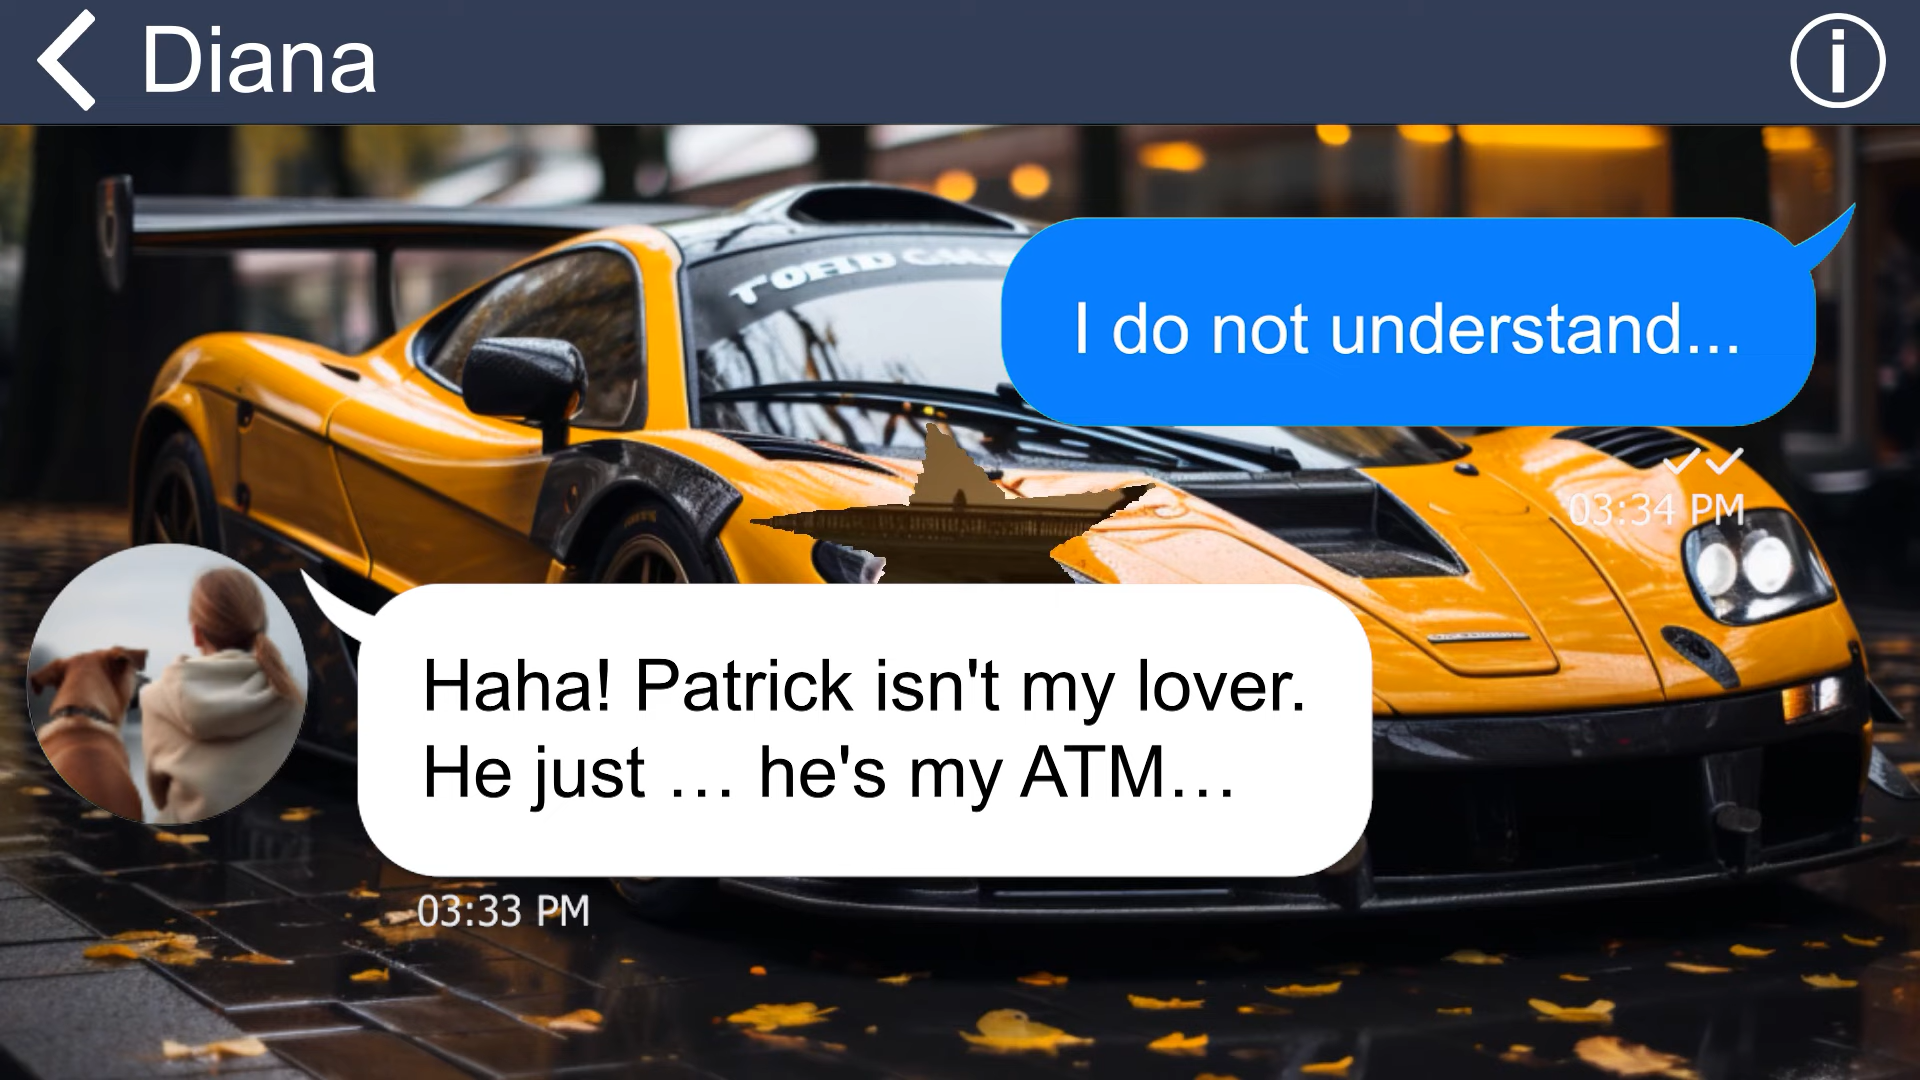 Diana
I do not understand...
03:34 PM
Haha! Patrick isn't my lover.
He just … he's my ATM…
03:33 PM